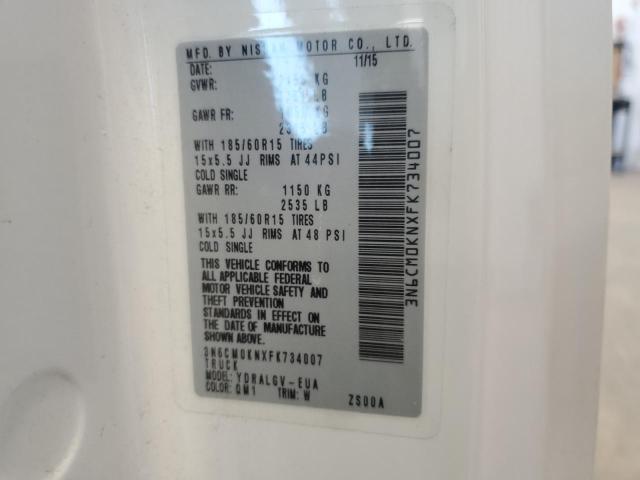 MFG. BY NISSAN MOTOR CO., LTD.
DATE: 11/15
GVWR: KG
LB
GAWR FR: KG
LB
WITH 185/60R15 TIRES
15x5.5 JJ RIMS AT 44PSI
COLD SINGLE
GAWR RR: 1150 KG
2535 LB
WITH 185/60R15 TIRES
15x5.5 JJ RIMS AT 48 PSI
COLD SINGLE
THIS VEHICLE CONFORMS TO
ALL APPLICABLE FEDERAL
MOTOR VEHICLE SAFETY AND
THEFT PREVENTION
STANDARDS IN EFFECT ON
THE DATE OF MANUFACTURE
SHOWN ABOVE.
3N6CM0KNXFK734007
TRUCK
MODEL: YDRALGV-EUA
COLOR: QM1 TRIM: W ZS00A
3N6CM0KNXFK734007